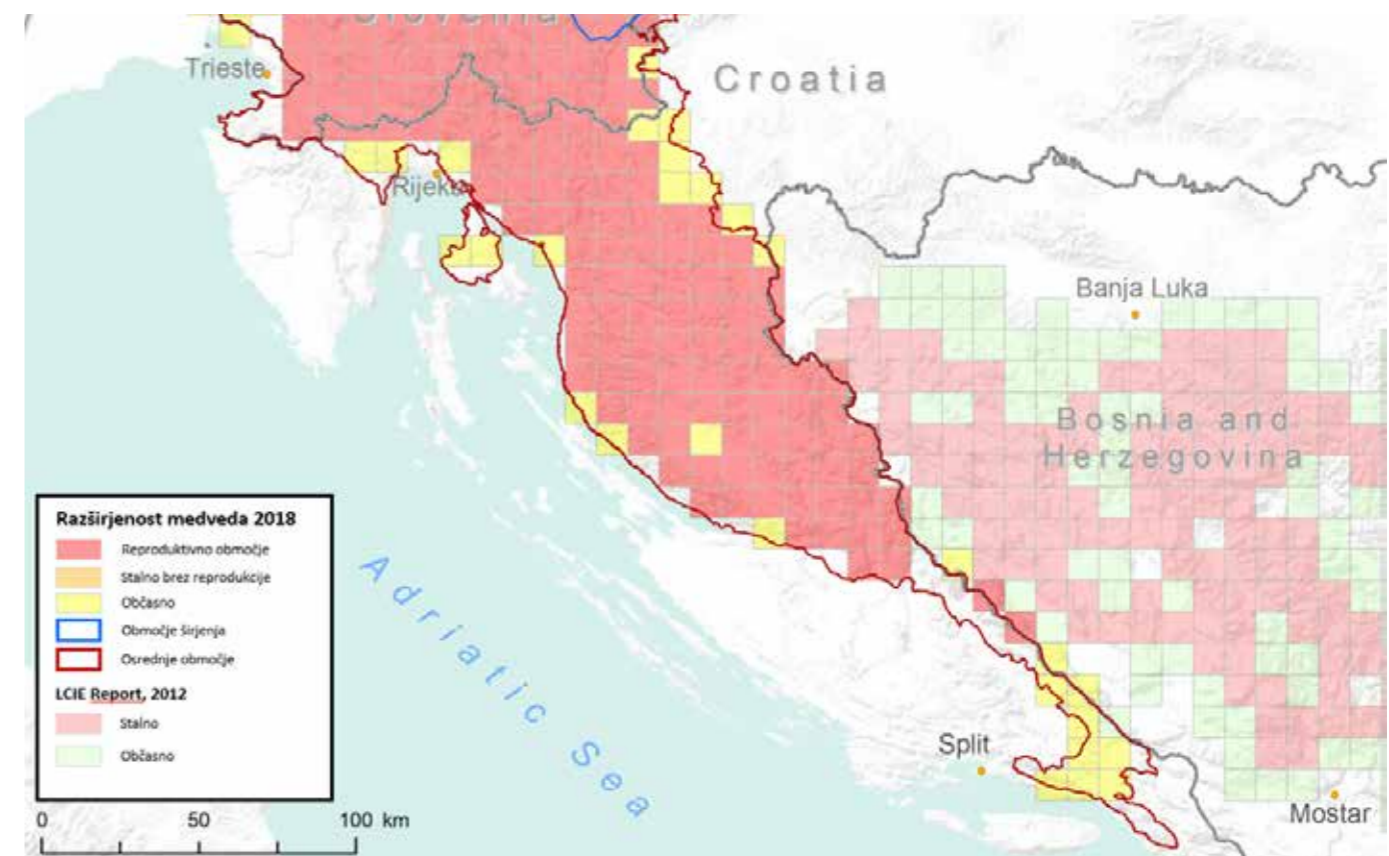 Slovenia
Trieste
Croatia
Rijeka
Banja Luka
Bosnia and
Herzegovina
Razširjenost medveda 2018
Reproduktivno območje
Stalno brez reprodukcije
Občasno
Območje širjenja
Osrednje območje
LCIE Report, 2012
Stalno
Občasno
Adriatic Sea
Split
Mostar
0 50 100 km